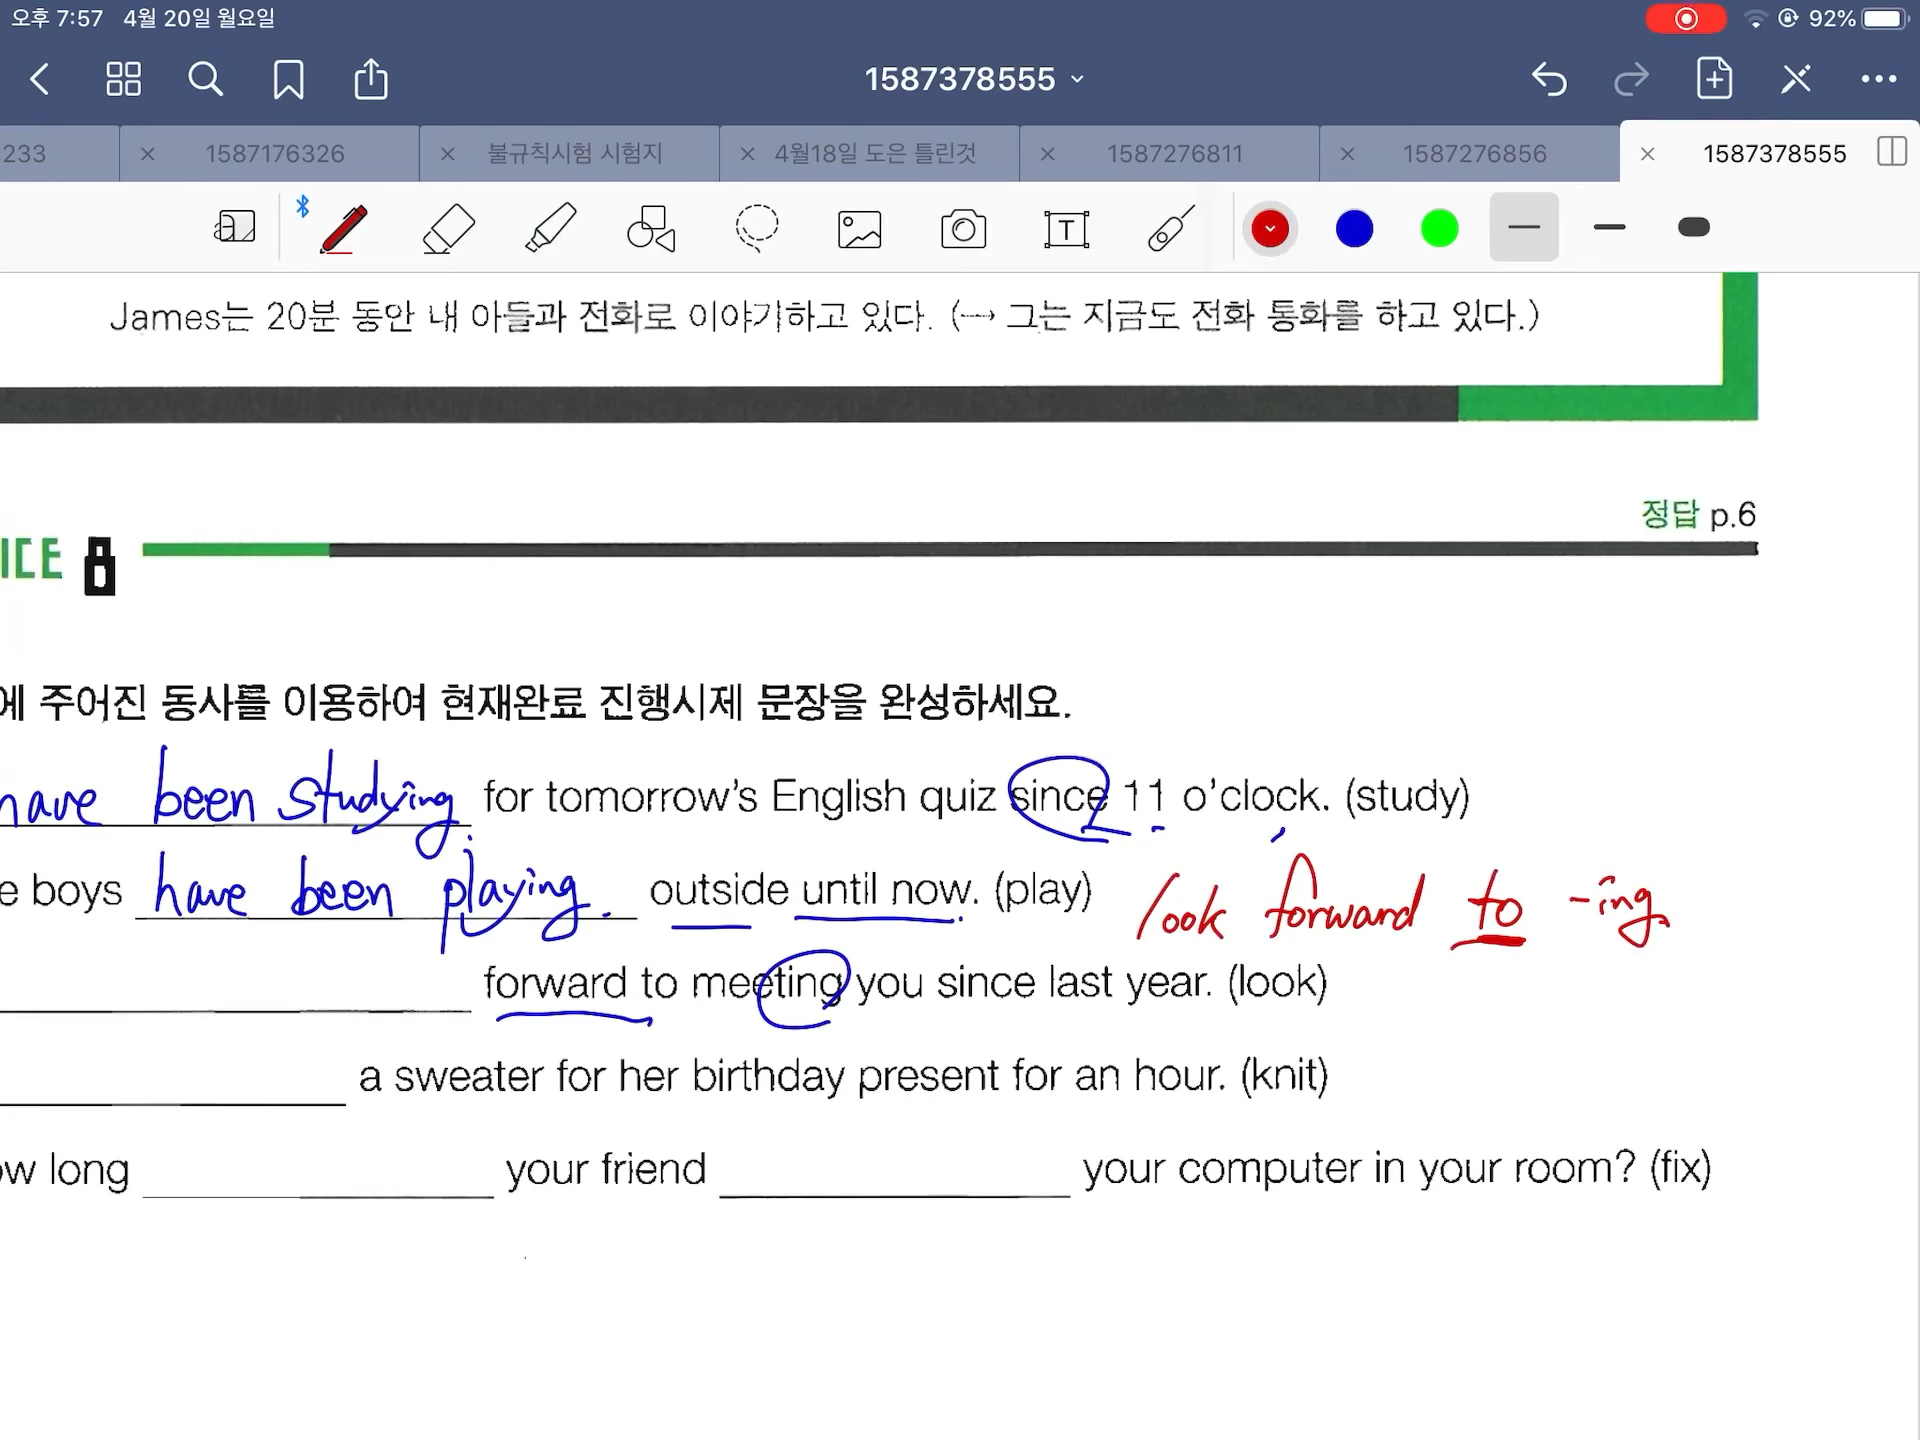 오후 7:57 4월 20일 월요일 92%
1587378555
233 1587176326 불규칙시험 시험지 4월18일 도은 틀린것 1587276811 1587276856 1587378555
James는 20분 동안 내 아들과 전화로 이야기하고 있다. (→ 그는 지금도 전화 통화를 하고 있다.)
정답 p.6
ICE
에 주어진 동사를 이용하여 현재완료 진행시제 문장을 완성하세요.
have been studying for tomorrow's English quiz since 11 o'clock. (study)
e boys have been playing. outside until now. (play) look forward to -ing
forward to meeting you since last year. (look)
a sweater for her birthday present for an hour. (knit)
ow long your friend your computer in your room? (fix)